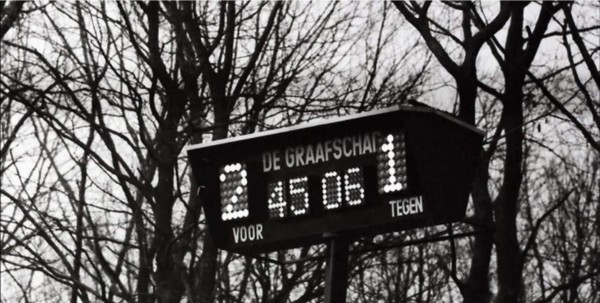 DE GRAAFSCHAP
2 45 06 1
VOOR TEGEN